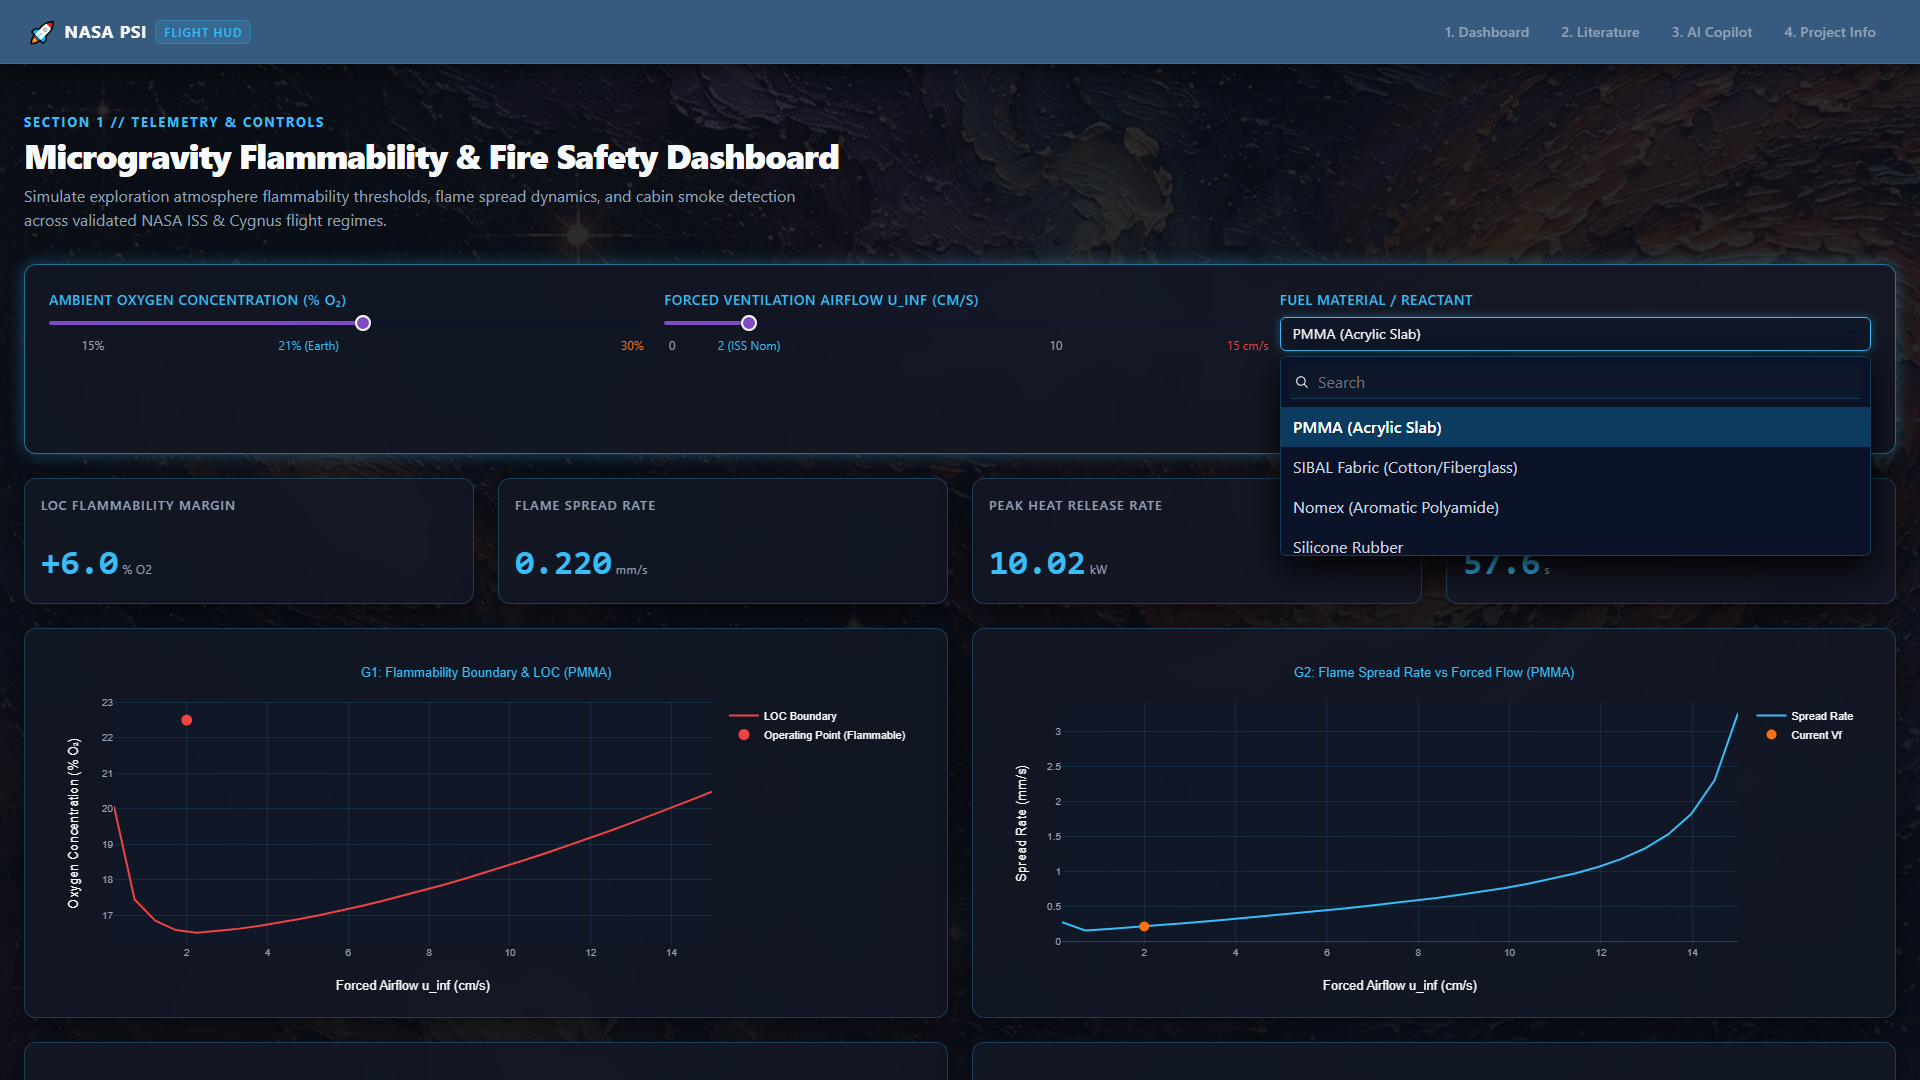 🚀 NASA PSI FLIGHT HUD
1. Dashboard 2. Literature 3. AI Copilot 4. Project Info
SECTION 1 // TELEMETRY & CONTROLS
Microgravity Flammability & Fire Safety Dashboard
Simulate exploration atmosphere flammability thresholds, flame spread dynamics, and cabin smoke detection
across validated NASA ISS & Cygnus flight regimes.
AMBIENT OXYGEN CONCENTRATION (% O₂)
15% 21% (Earth) 30%
FORCED VENTILATION AIRFLOW U_INF (CM/S)
0 2 (ISS Nom) 10 15 cm/s
FUEL MATERIAL / REACTANT
PMMA (Acrylic Slab)
Search
PMMA (Acrylic Slab)
SIBAL Fabric (Cotton/Fiberglass)
Nomex (Aromatic Polyamide)
Silicone Rubber
LOC FLAMMABILITY MARGIN
+6.0 % O2
FLAME SPREAD RATE
0.220 mm/s
PEAK HEAT RELEASE RATE
10.02 kW
57.6 s
G1: Flammability Boundary & LOC (PMMA)
23
22
21
20
19
18
17
Oxygen Concentration (% O₂)
2 4 6 8 10 12 14
Forced Airflow u_inf (cm/s)
LOC Boundary
Operating Point (Flammable)
G2: Flame Spread Rate vs Forced Flow (PMMA)
3
2.5
2
1.5
1
0.5
0
Spread Rate (mm/s)
2 4 6 8 10 12 14
Forced Airflow u_inf (cm/s)
Spread Rate
Current Vf